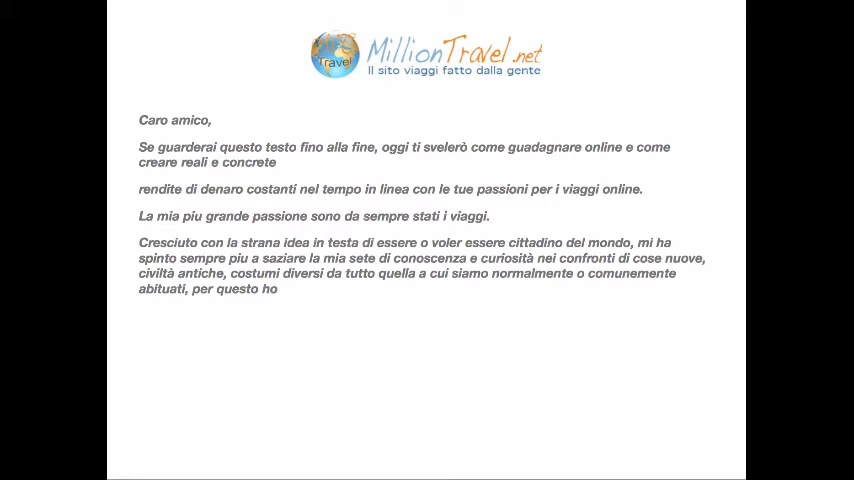 Travel
MillionTravel.net
Il sito viaggi fatto dalla gente
Caro amico,
Se guarderai questo testo fino alla fine, oggi ti svelerò come guadagnare online e come
creare reali e concrete
rendite di denaro costanti nel tempo in linea con le tue passioni per i viaggi online.
La mia piu grande passione sono da sempre stati i viaggi.
Cresciuto con la strana idea in testa di essere o voler essere cittadino del mondo, mi ha
spinto sempre piu a saziare la mia sete di conoscenza e curiosità nei confronti di cose nuove,
civiltà antiche, costumi diversi da tutto quella a cui siamo normalmente o comunemente
abituati, per questo ho